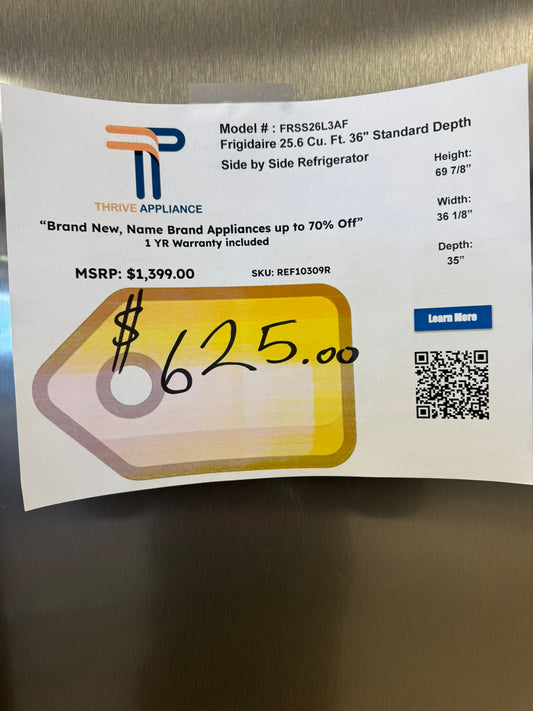 Model # : FRSS26L3AF
Frigidaire 25.6 Cu. Ft. 36" Standard Depth
Side by Side Refrigerator
Height:
69 7/8"
Width:
36 1/8"
Depth:
35"
TP
THRIVE APPLIANCE
“Brand New, Name Brand Appliances up to 70% Off”
1 YR Warranty included
MSRP: $1,399.00
SKU: REF10309R
Learn More
$625.00